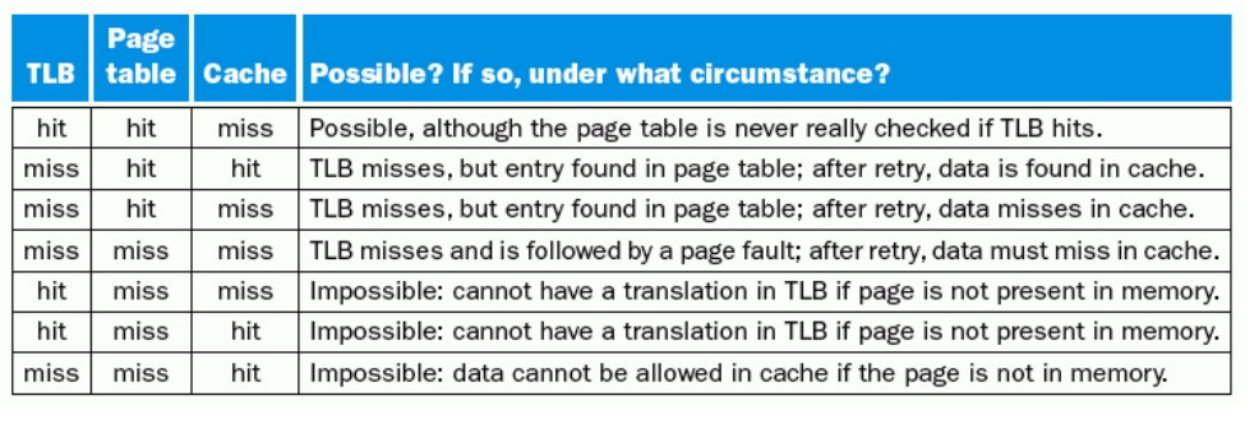 TLB Page table Cache Possible? If so, under what circumstance?
hit hit miss Possible, although the page table is never really checked if TLB hits.
miss hit hit TLB misses, but entry found in page table; after retry, data is found in cache.
miss hit miss TLB misses, but entry found in page table; after retry, data misses in cache.
miss miss miss TLB misses and is followed by a page fault; after retry, data must miss in cache.
hit miss miss Impossible: cannot have a translation in TLB if page is not present in memory.
hit miss hit Impossible: cannot have a translation in TLB if page is not present in memory.
miss miss hit Impossible: data cannot be allowed in cache if the page is not in memory.